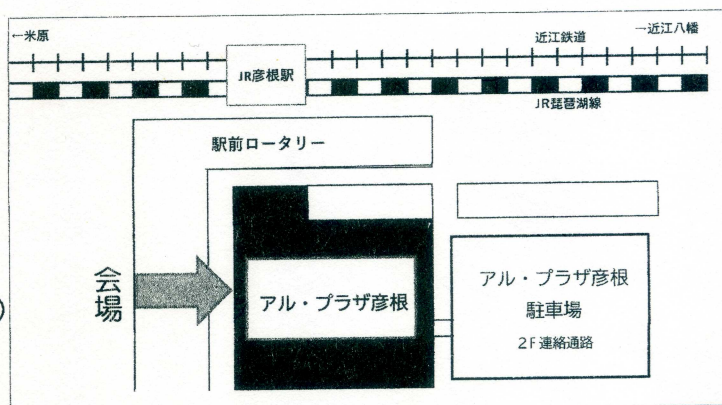 ←米原
近江鉄道
→近江八幡
JR彦根駅
JR琵琶湖線
駅前ロータリー
会場
アル・プラザ彦根
アル・プラザ彦根
駐車場
2F 連絡通路